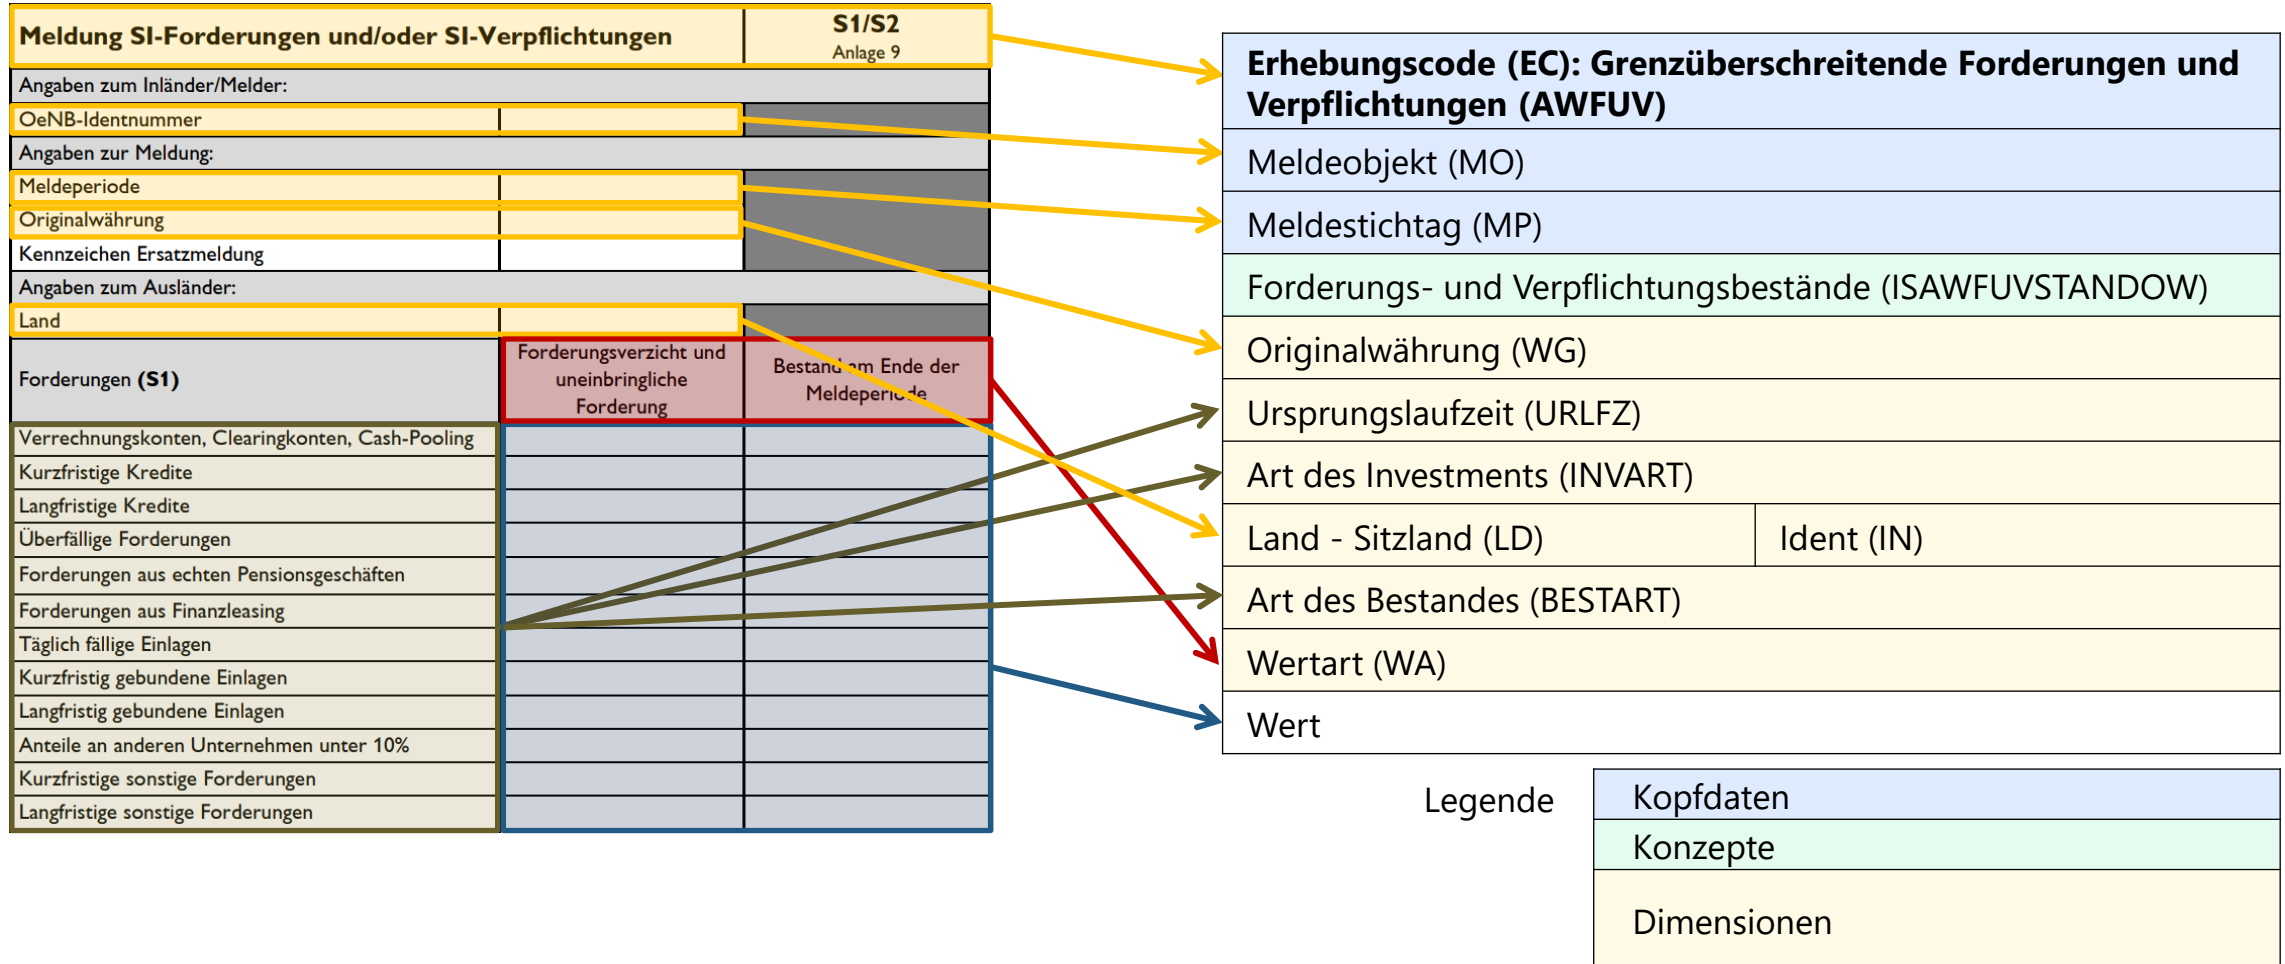 Meldung SI-Forderungen und/oder SI-Verpflichtungen
S1/S2
Anlage 9
Angaben zum Inländer/Melder:
OeNB-Identnummer
Angaben zur Meldung:
Meldeperiode
Originalwährung
Kennzeichen Ersatzmeldung
Angaben zum Ausländer:
Land
Forderungen (S1)
Forderungsverzicht und
uneinbringliche
Forderung
Bestand am Ende der
Meldeperiode
Verrechnungskonten, Clearingkonten, Cash-Pooling
Kurzfristige Kredite
Langfristige Kredite
Überfällige Forderungen
Forderungen aus echten Pensionsgeschäften
Forderungen aus Finanzleasing
Täglich fällige Einlagen
Kurzfristig gebundene Einlagen
Langfristig gebundene Einlagen
Anteile an anderen Unternehmen unter 10%
Kurzfristige sonstige Forderungen
Langfristige sonstige Forderungen
Erhebungscode (EC): Grenzüberschreitende Forderungen und
Verpflichtungen (AWFUV)
Meldeobjekt (MO)
Meldestichtag (MP)
Forderungs- und Verpflichtungsbestände (ISAWFUVSTANDOW)
Originalwährung (WG)
Ursprungslaufzeit (URLFZ)
Art des Investments (INVART)
Land - Sitzland (LD)
Ident (IN)
Art des Bestandes (BESTART)
Wertart (WA)
Wert
Legende
Kopfdaten
Konzepte
Dimensionen